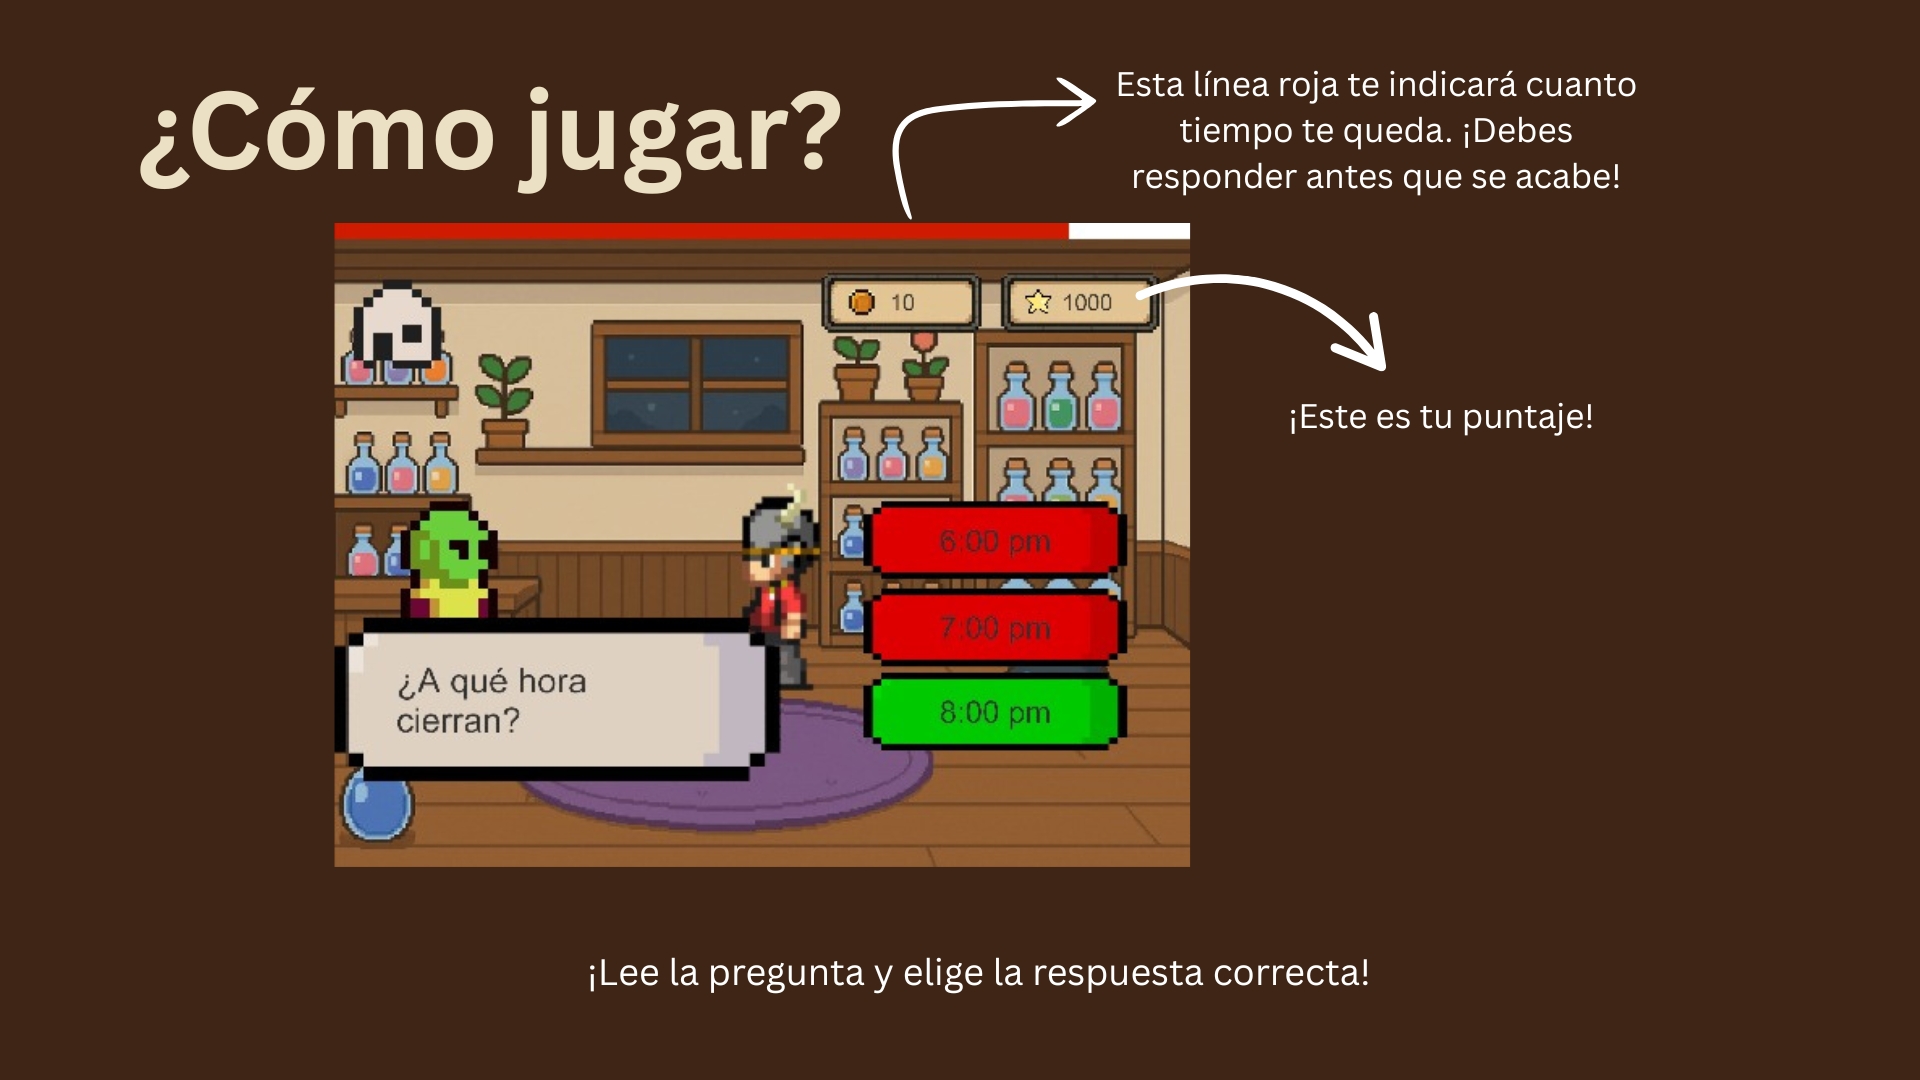 ¿Cómo jugar?
Esta línea roja te indicará cuanto
tiempo te queda. ¡Debes
responder antes que se acabe!
10
1000
¡Este es tu puntaje!
6:00 pm
7:00 pm
8:00 pm
¿A qué hora
cierran?
¡Lee la pregunta y elige la respuesta correcta!